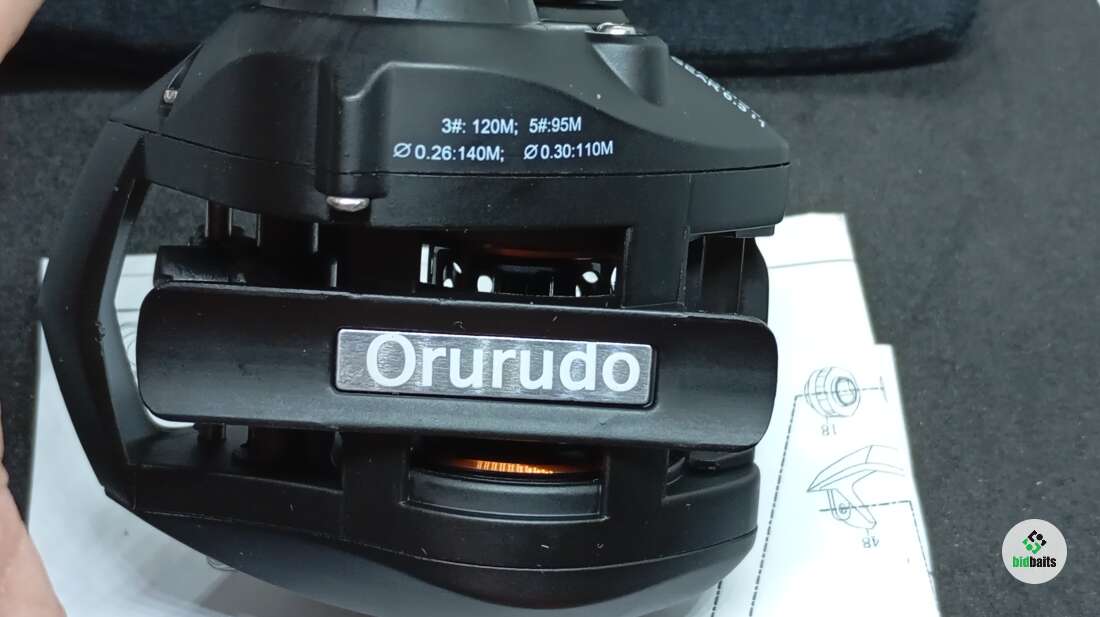 3#: 120M; 5#:95M
Ø 0.26:140M; Ø 0.30:110M
Orurudo
18
48
bidbaits